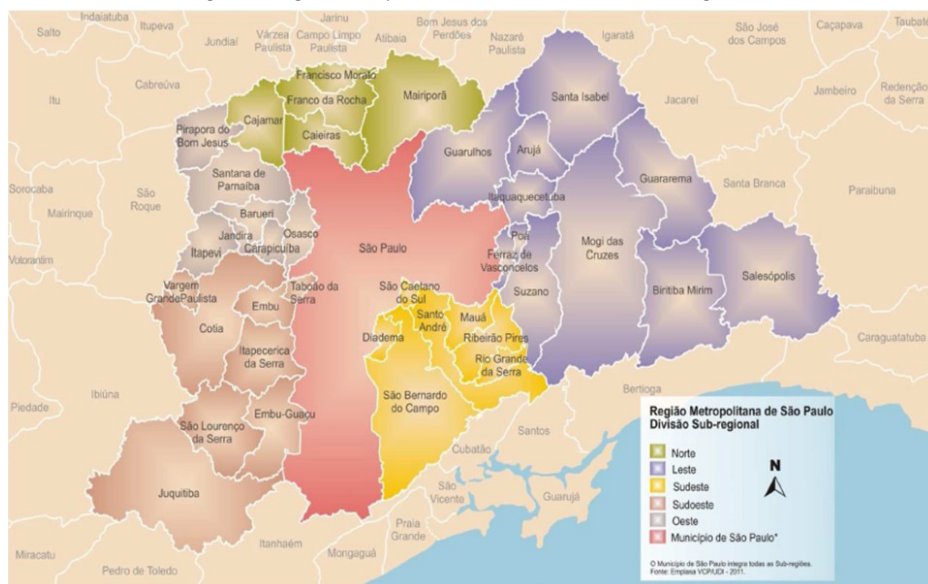 Indaiatuba
Itupeva
Jarinu
Bom Jesus dos
Perdões
Salto
Jundiaí
Várzea
Paulista
Campo Limpo
Paulista
Atibaia
Nazaré
Paulista
Igaratá
São José
dos Campos
Caçapava
Taubaté
Itu
Cabreúva
Francisco Morato
Franco da Rocha
Mairiporã
Santa Isabel
Jacareí
Jambeiro
Redenção
da Serra
Cajamar
Caieiras
Pirapora do
Bom Jesus
Guarulhos
Arujá
Guararema
Santa Branca
Paraibuna
Sorocaba
Mairinque
São
Roque
Santana de
Parnaíba
Itaquaquecetuba
Votorantim
Barueri
Jandira
Osasco
Itapevi
Carapicuíba
São Paulo
Poá
Ferraz de
Vasconcelos
Mogi das
Cruzes
Suzano
Biritiba Mirim
Salesópolis
Vargem
GrandePaulista
Embu
Taboão da
Serra
São Caetano
do Sul
Santo
André
Mauá
Cotia
Diadema
Ribeirão Pires
Itapecerica
da Serra
Rio Grande
da Serra
Caraguatatuba
Ibiúna
Piedade
São Bernardo
do Campo
Bertioga
São Lourenço
da Serra
Embu-Guaçu
Santos
Cubatão
Juquitiba
São
Vicente
Guarujá
Praia
Grande
Itanhaém
Mongaguá
Miracatu
Pedro de Toledo
Região Metropolitana de São Paulo
Divisão Sub-regional
Norte
Leste
Sudeste
Sudoeste
Oeste
Município de São Paulo*
N
O Município de São Paulo integra todas as Sub-regiões.
Fonte: Emplasa VCP/UDI - 2011.